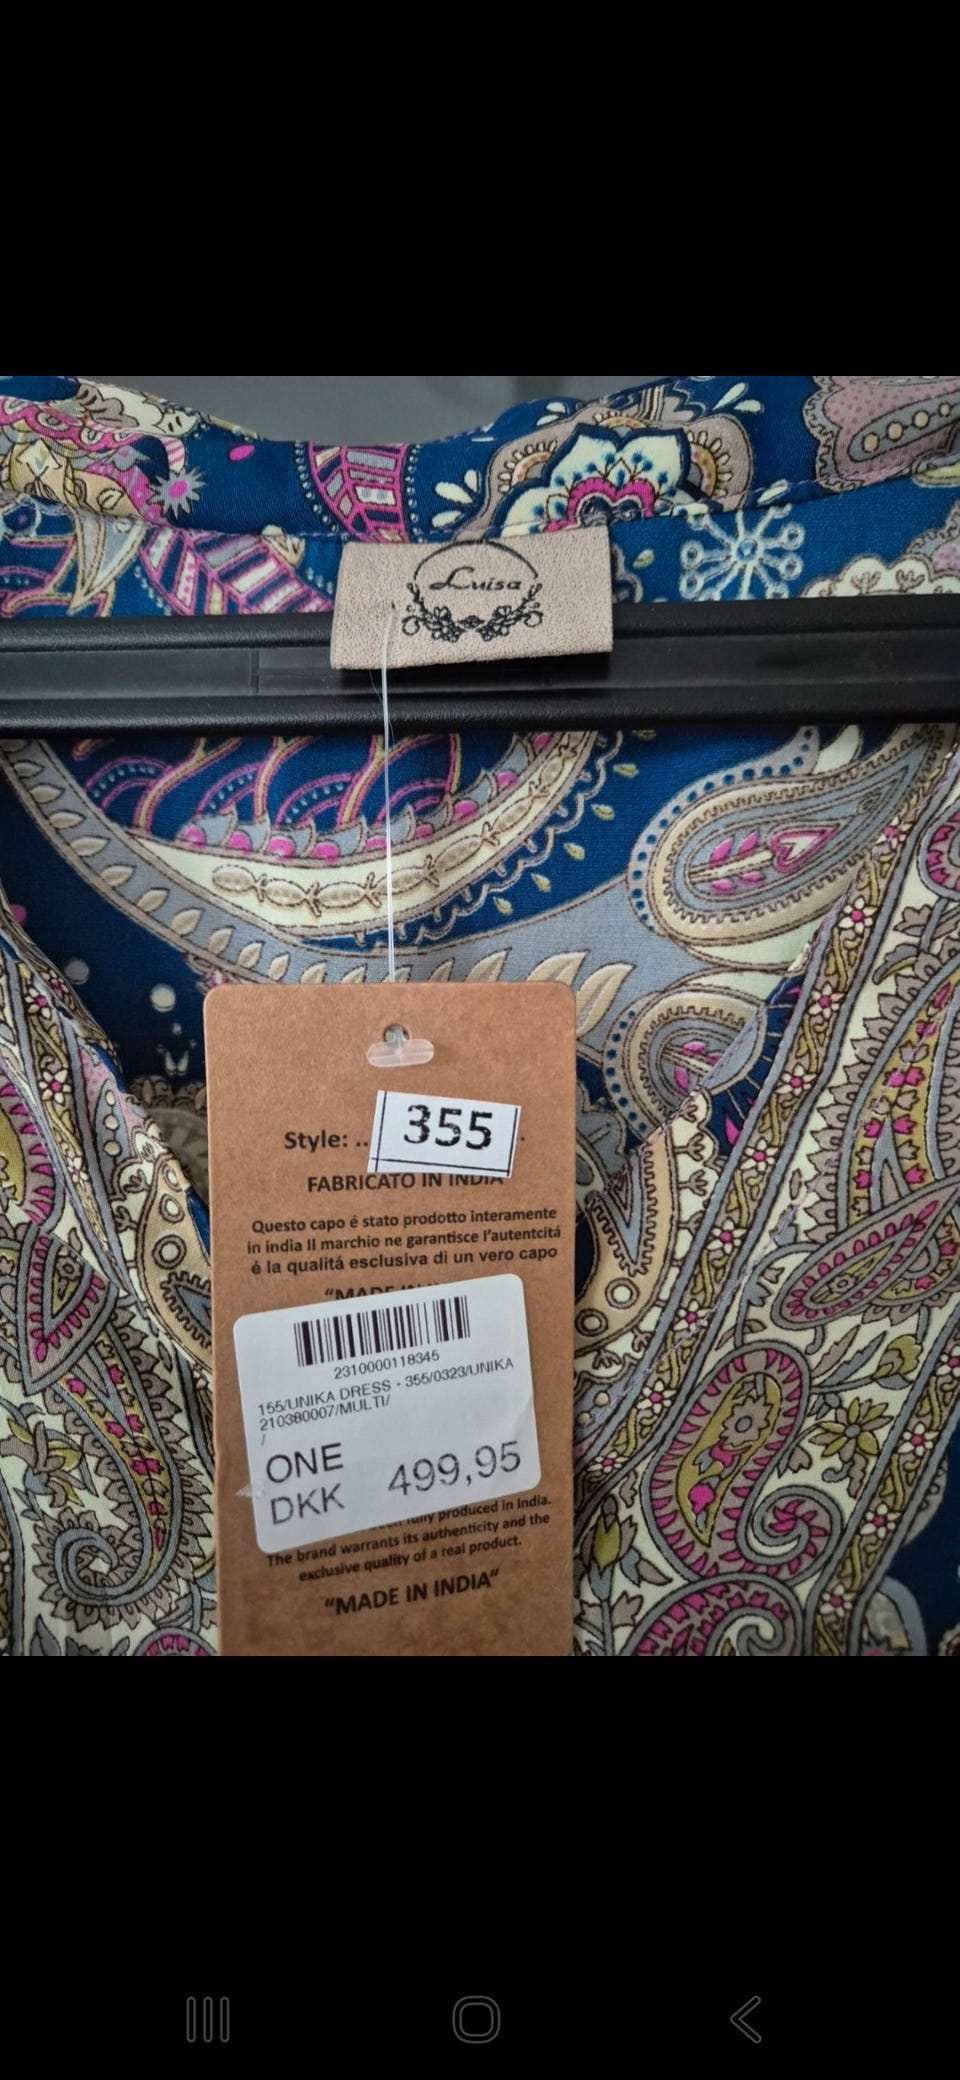 Luisa
Style: .. 355 .
FABRICATO IN INDIA
Questo capo é stato prodotto interamente
in india Il marchio ne garantisce l'autentcitá
é la qualitá esclusiva di un vero capo
"MADE IN
2310000118345
155/UNIKA DRESS - 355/0323/UNIKA
210380007/MULTI/
/
ONE
DKK 499,95
fully produced in India.
The brand warrants its authenticity and the
exclusive quality of a real product.
"MADE IN INDIA"